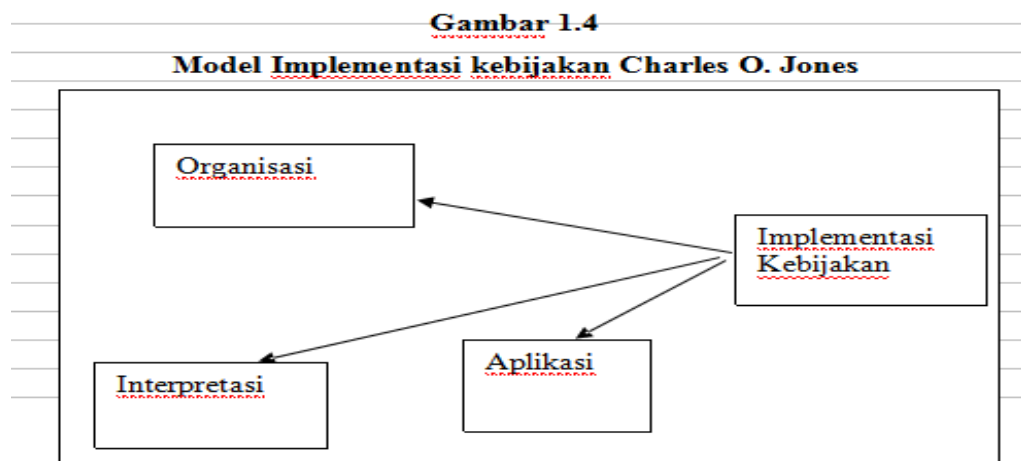 Gambar 1.4
Model Implementasi kebijakan Charles O. Jones
Organisasi
Implementasi
Kebijakan
Aplikasi
Interpretasi